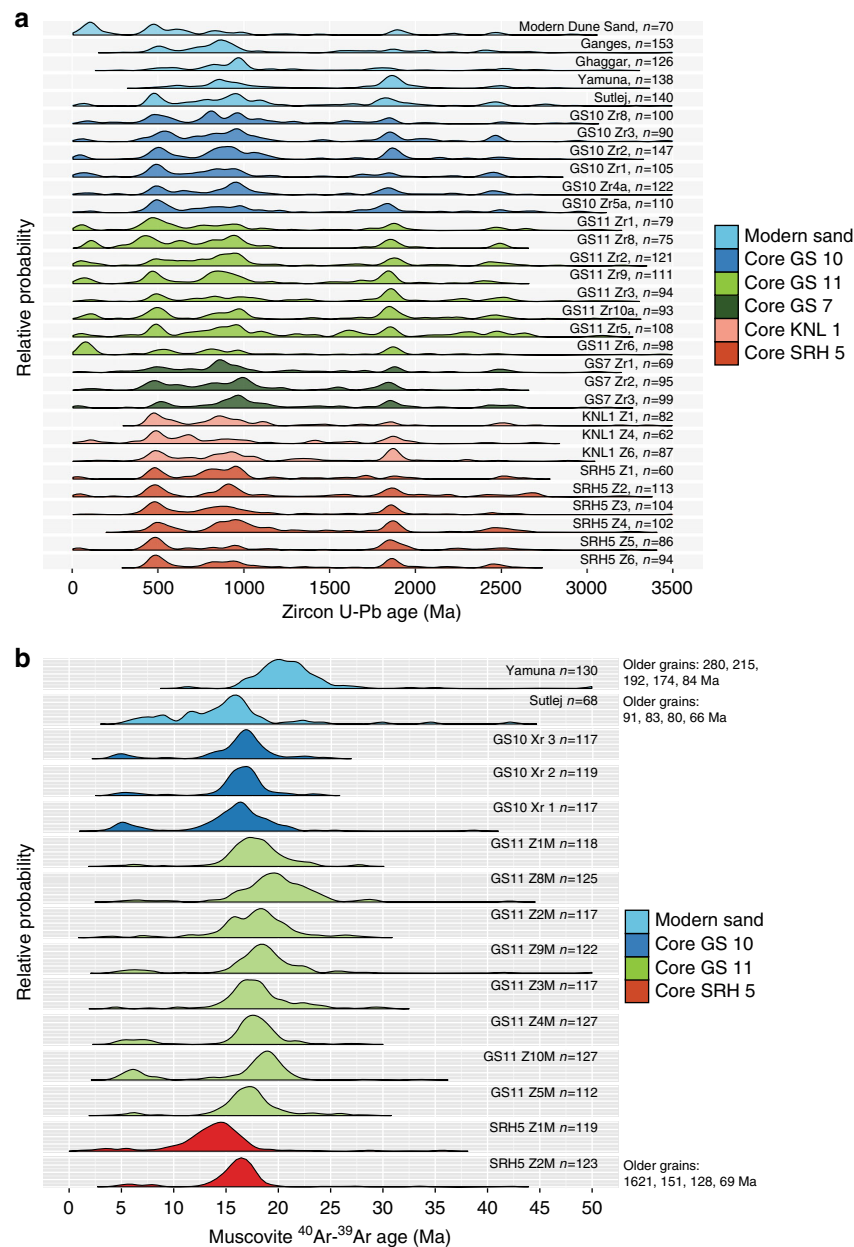 a
Modern Dune Sand, n=70
Ganges, n=153
Ghaggar, n=126
Yamuna, n=138
Sutlej, n=140
GS10 Zr8, n=100
GS10 Zr3, n=90
GS10 Zr2, n=147
GS10 Zr1, n=105
GS10 Zr4a, n=122
GS10 Zr5a, n=110
GS11 Zr1, n=79
GS11 Zr8, n=75
GS11 Zr2, n=121
GS11 Zr9, n=111
GS11 Zr3, n=94
GS11 Zr10a, n=93
GS11 Zr5, n=108
GS11 Zr6, n=98
GS7 Zr1, n=69
GS7 Zr2, n=95
GS7 Zr3, n=99
KNL1 Z1, n=82
KNL1 Z4, n=62
KNL1 Z6, n=87
SRH5 Z1, n=60
SRH5 Z2, n=113
SRH5 Z3, n=104
SRH5 Z4, n=102
SRH5 Z5, n=86
SRH5 Z6, n=94
Relative probability
0 500 1000 1500 2000 2500 3000 3500
Zircon U-Pb age (Ma)
Modern sand
Core GS 10
Core GS 11
Core GS 7
Core KNL 1
Core SRH 5
b
Yamuna n=130
Older grains: 280, 215,
192, 174, 84 Ma
Sutlej n=68
Older grains:
91, 83, 80, 66 Ma
GS10 Xr 3 n=117
GS10 Xr 2 n=119
GS10 Xr 1 n=117
GS11 Z1M n=118
GS11 Z8M n=125
GS11 Z2M n=117
GS11 Z9M n=122
GS11 Z3M n=117
GS11 Z4M n=127
GS11 Z10M n=127
GS11 Z5M n=112
SRH5 Z1M n=119
SRH5 Z2M n=123
Older grains:
1621, 151, 128, 69 Ma
Relative probability
0 5 10 15 20 25 30 35 40 45 50
Muscovite ⁴⁰Ar-³⁹Ar age (Ma)
Modern sand
Core GS 10
Core GS 11
Core SRH 5